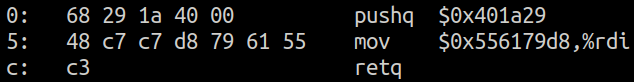 0: 68 29 1a 40 00 pushq $0x401a29
5: 48 c7 c7 d8 79 61 55 mov $0x556179d8,%rdi
c: c3 retq